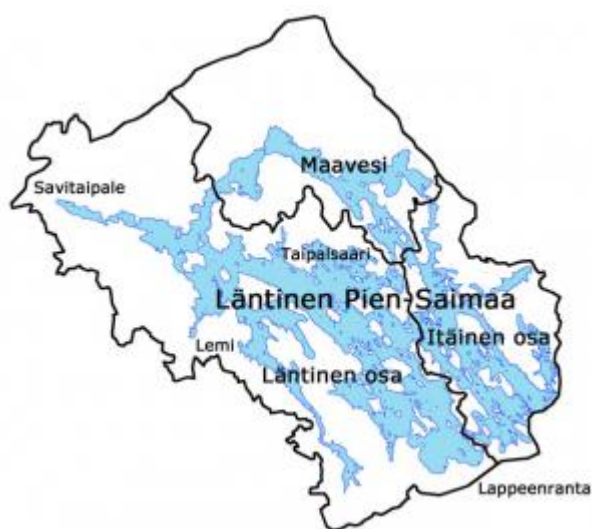 Maavesi
Savitaipale
Taipalsaari
Läntinen Pien-Saimaa
Itäinen osa
Lemi
Läntinen osa
Lappeenranta